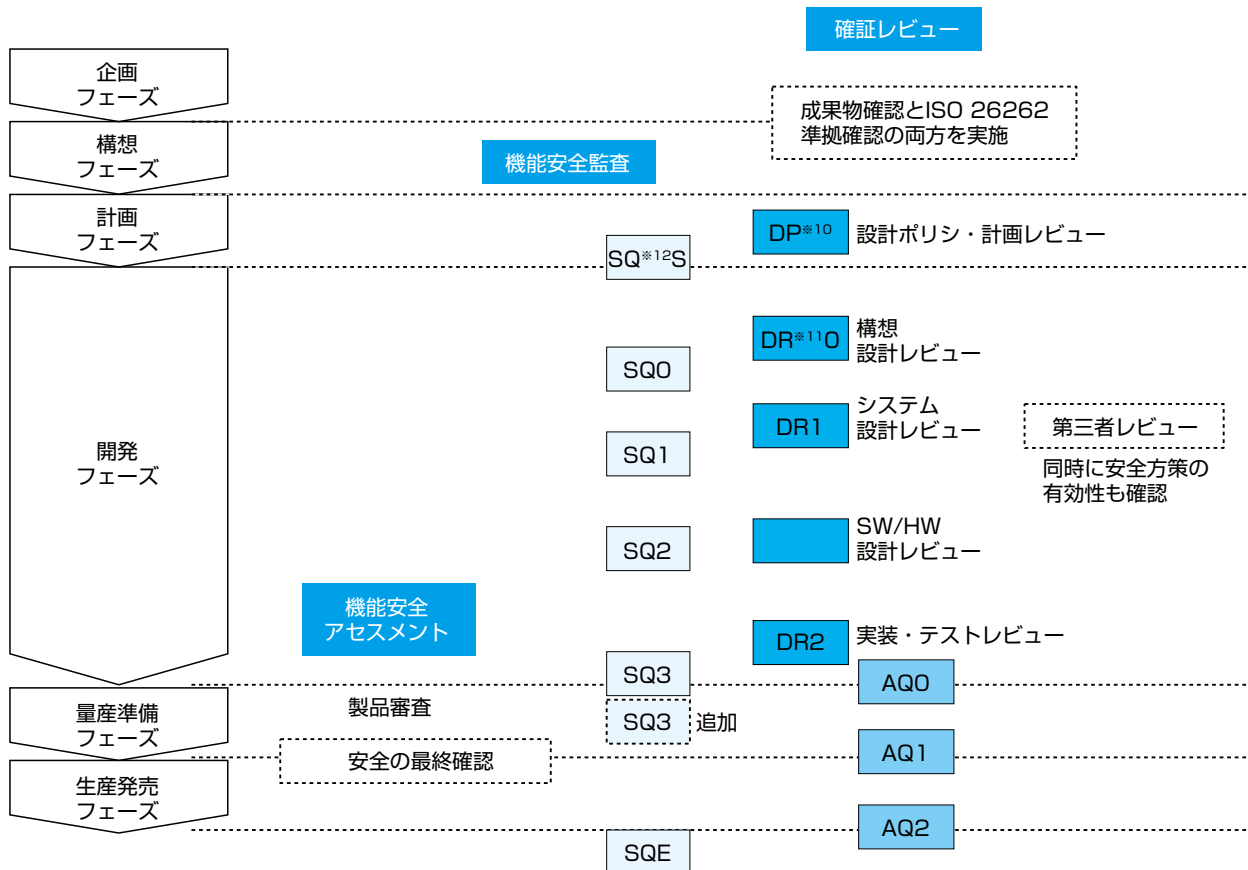 確証レビュー
企画
フェーズ
成果物確認とISO 26262
準拠確認の両方を実施
構想
フェーズ
機能安全監査
計画
フェーズ
DP※10
設計ポリシ・計画レビュー
SQ※12S
DR※110
構想
設計レビュー
SQ0
開発
フェーズ
DR1
システム
設計レビュー
第三者レビュー
SQ1
同時に安全方策の
有効性も確認
SQ2
SW/HW
設計レビュー
機能安全
アセスメント
DR2
実装・テストレビュー
SQ3
AQ0
量産準備
フェーズ
製品審査
SQ3
追加
安全の最終確認
AQ1
生産発売
フェーズ
AQ2
SQE